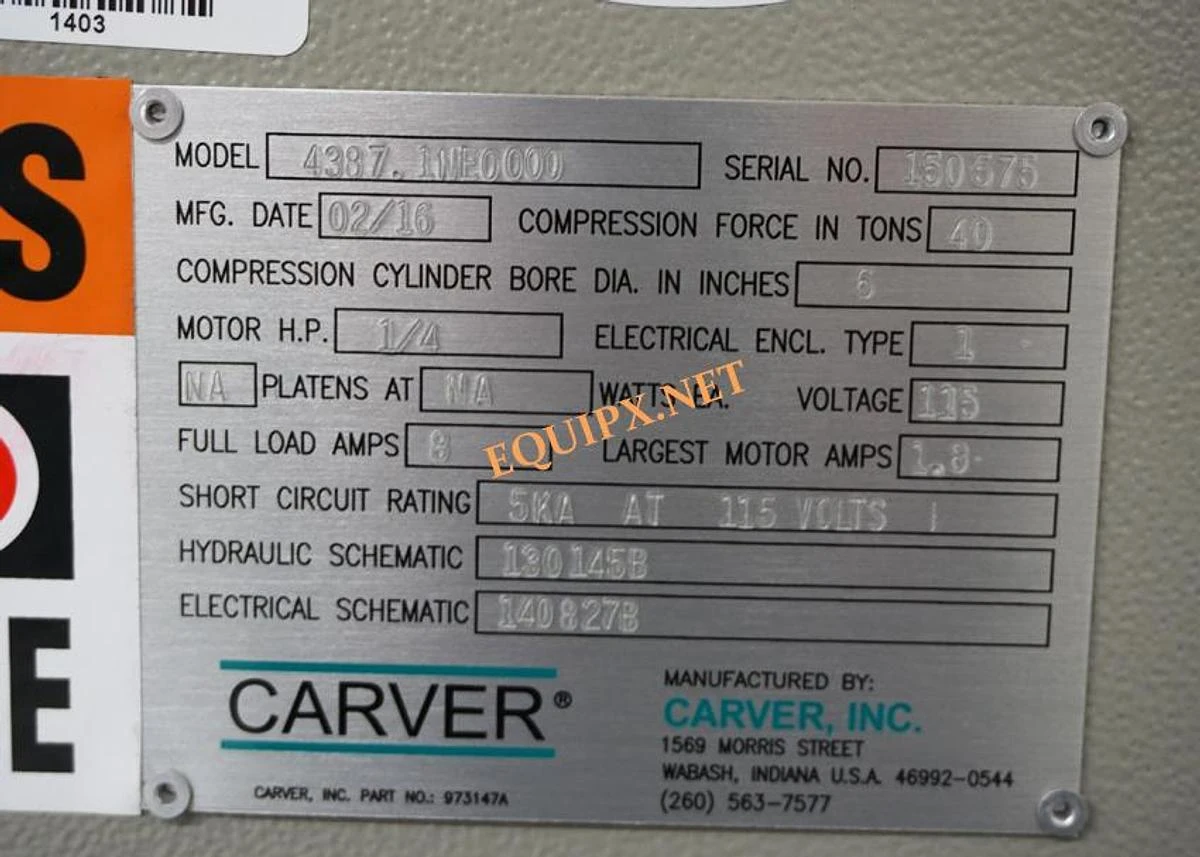 1403
S
E
MODEL 4387.1NE0000 SERIAL NO. 150675
MFG. DATE 02/16 COMPRESSION FORCE IN TONS 40
COMPRESSION CYLINDER BORE DIA. IN INCHES 6
MOTOR H.P. 1/4 ELECTRICAL ENCL. TYPE 1
NA PLATENS AT NA WATTS EA. VOLTAGE 115
FULL LOAD AMPS 8 LARGEST MOTOR AMPS 1.8
SHORT CIRCUIT RATING 5KA AT 115 VOLTS
HYDRAULIC SCHEMATIC 130145B
ELECTRICAL SCHEMATIC 140827B
EQUIPX.NET
CARVER®
CARVER, INC. PART NO.: 973147A
MANUFACTURED BY:
CARVER, INC.
1569 MORRIS STREET
WABASH, INDIANA U.S.A. 46992-0544
(260) 563-7577